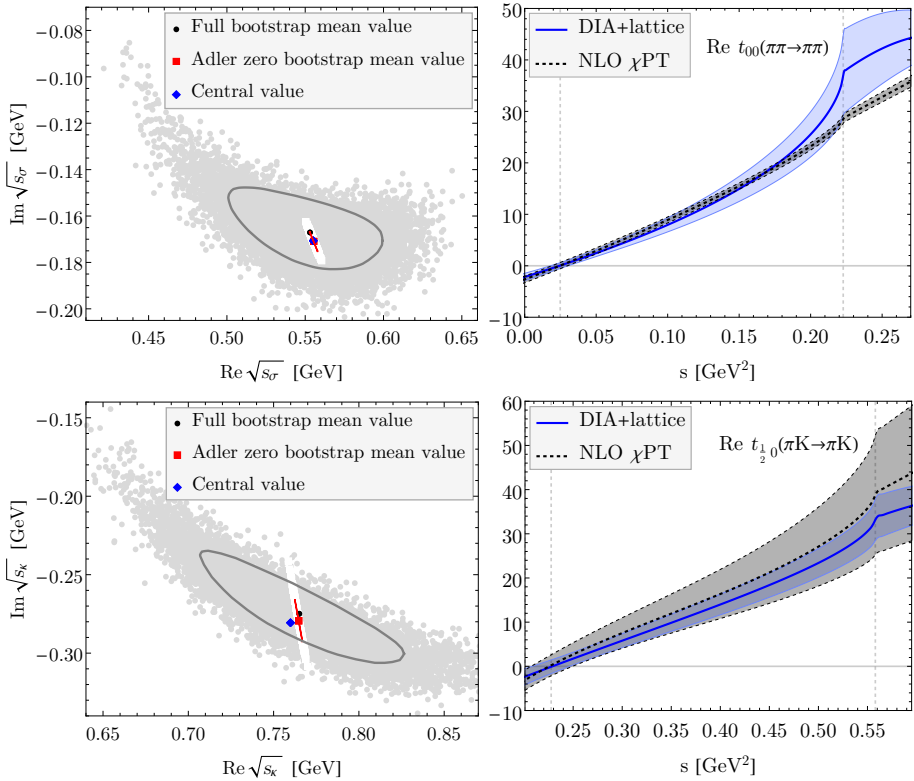 Full bootstrap mean value
Adler zero bootstrap mean value
Central value
−0.08
−0.10
−0.12
−0.14
−0.16
−0.18
−0.20
Im √sσ [GeV]
0.45
0.50
0.55
0.60
0.65
Re √sσ [GeV]
DIA+lattice
NLO χPT
Re t00(ππ→ππ)
50
40
30
20
10
0
−10
0.00
0.05
0.10
0.15
0.20
0.25
s [GeV²]
Full bootstrap mean value
Adler zero bootstrap mean value
Central value
−0.15
−0.20
−0.25
−0.30
Im √sκ [GeV]
0.65
0.70
0.75
0.80
0.85
Re √sκ [GeV]
DIA+lattice
NLO χPT
Re t½0(πK→πK)
60
50
40
30
20
10
0
−10
0.25
0.30
0.35
0.40
0.45
0.50
0.55
s [GeV²]